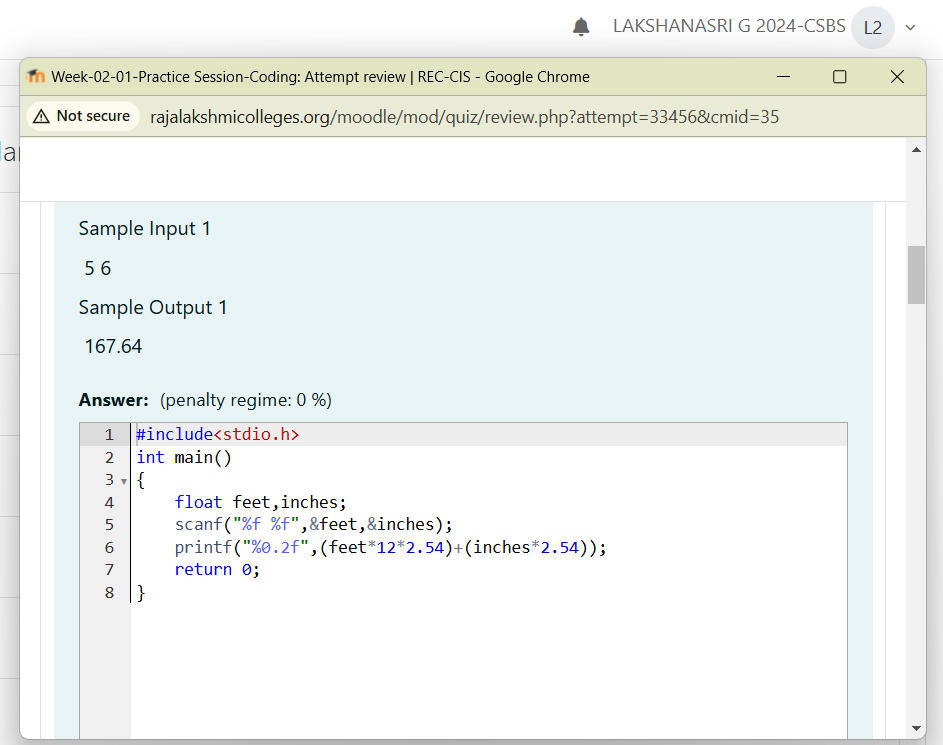 LAKSHANASRI G 2024-CSBS L2
Week-02-01-Practice Session-Coding: Attempt review | REC-CIS - Google Chrome
Not secure rajalakshmicolleges.org/moodle/mod/quiz/review.php?attempt=33456&cmid=35
Sample Input 1
5 6
Sample Output 1
167.64
Answer: (penalty regime: 0 %)
1 #include<stdio.h>
2 int main()
3 {
4 float feet,inches;
5 scanf("%f %f",&feet,&inches);
6 printf("%0.2f",(feet*12*2.54)+(inches*2.54));
7 return 0;
8 }